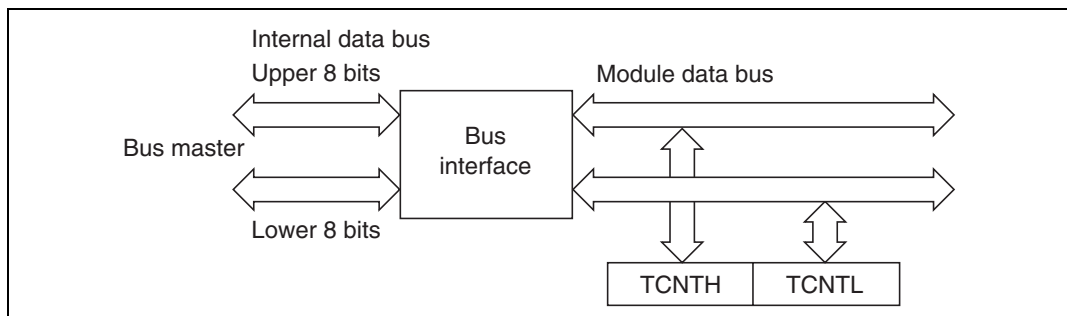 Internal data bus
Upper 8 bits
Module data bus
Bus master
Bus
interface
Lower 8 bits
TCNTH
TCNTL